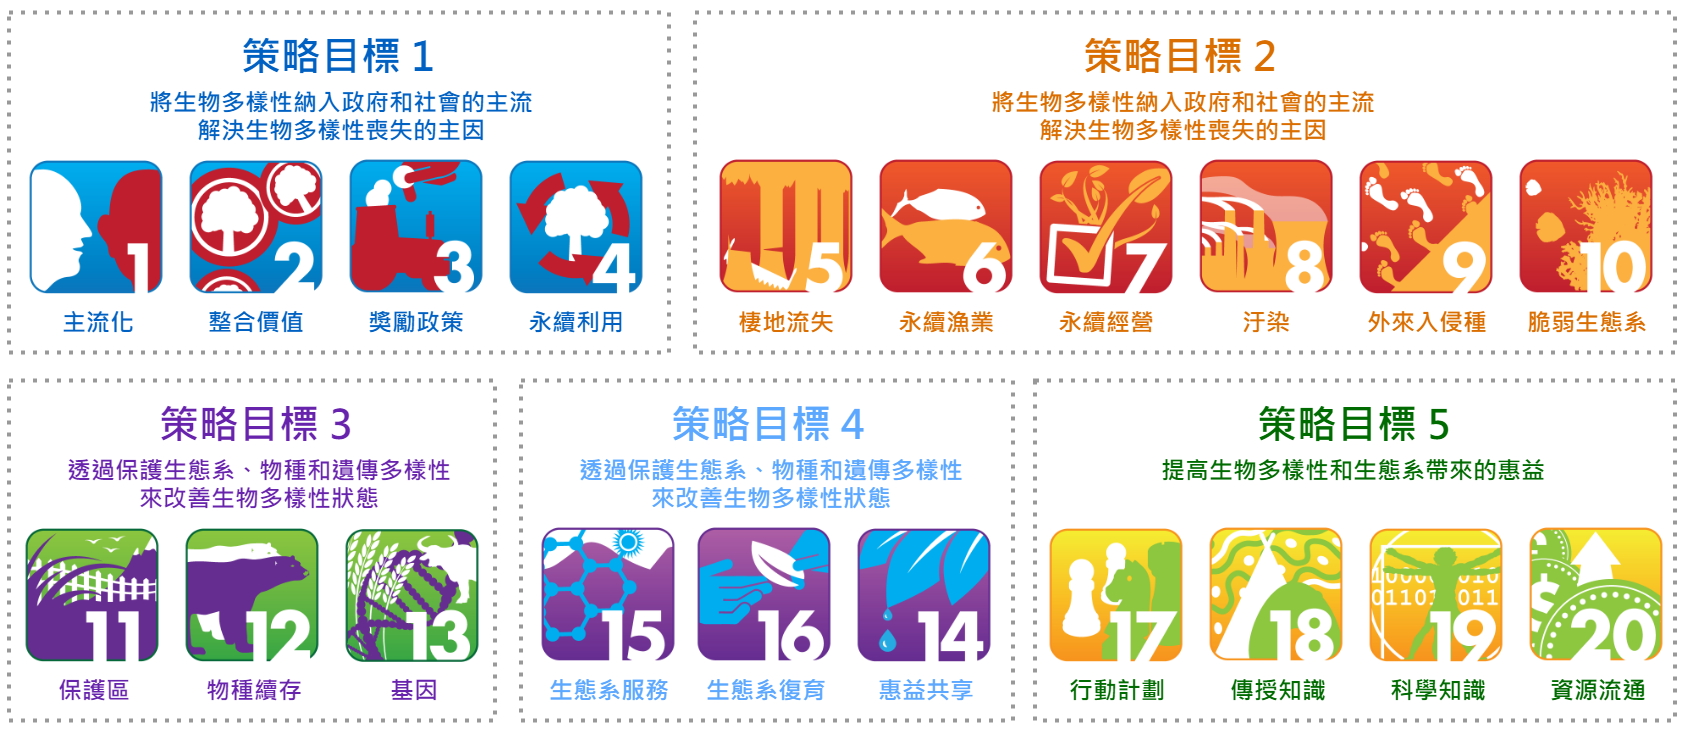 策略目標 1
將生物多樣性納入政府和社會的主流
解決生物多樣性喪失的主因
1
2
3
4
主流化
整合價值
獎勵政策
永續利用
策略目標 2
將生物多樣性納入政府和社會的主流
解決生物多樣性喪失的主因
5
6
7
8
9
10
棲地流失
永續漁業
永續經營
汙染
外來入侵種
脆弱生態系
策略目標 3
透過保護生態系、物種和遺傳多樣性
來改善生物多樣性狀態
11
12
13
保護區
物種續存
基因
策略目標 4
透過保護生態系、物種和遺傳多樣性
來改善生物多樣性狀態
15
16
14
生態系服務
生態系復育
惠益共享
策略目標 5
提高生物多樣性和生態系帶來的惠益
17
18
19
$
20
行動計劃
傳授知識
科學知識
資源流通